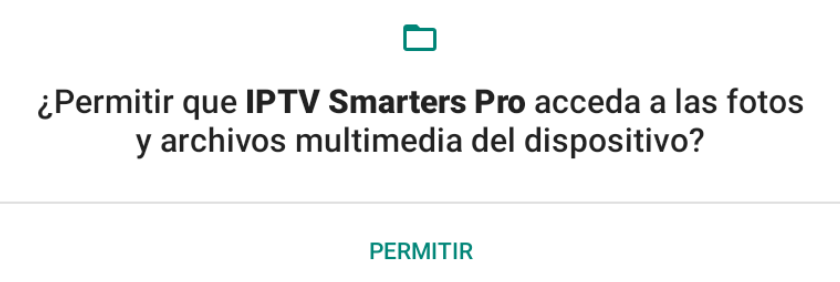 ¿Permitir que IPTV Smarters Pro acceda a las fotos
y archivos multimedia del dispositivo?
PERMITIR